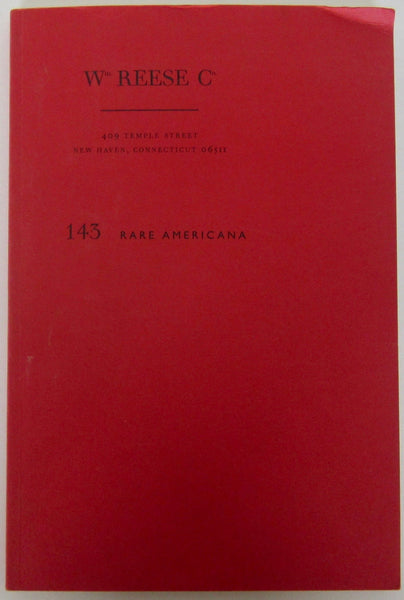 Wm REESE Co.
409 TEMPLE STREET
NEW HAVEN, CONNECTICUT 06511
143 RARE AMERICANA